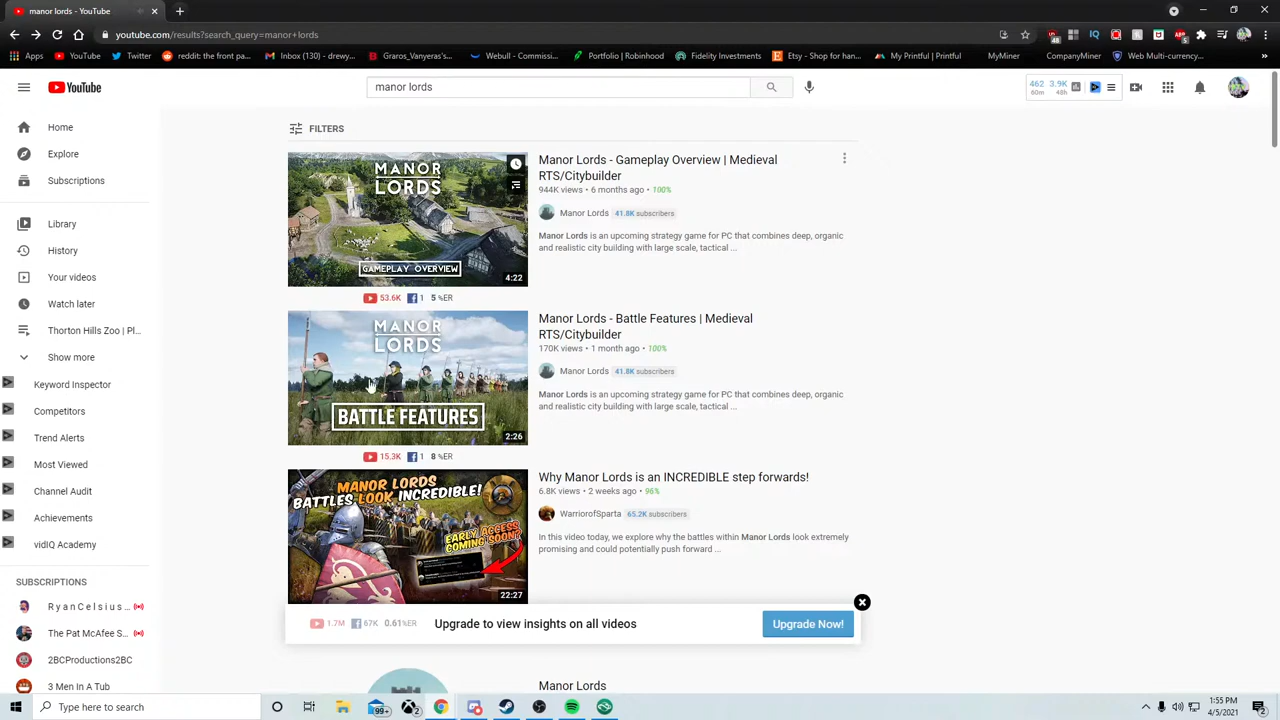 manor lords
youtube.com/results?search_query=manor+lords
Apps
YouTube
Twitter
reddit: the front pa...
Inbox (130) - drewy...
Graros_Vanyeras's...
Webull - Commissi...
Portfolio | Robinhood
Fidelity Investments
Etsy - Shop for han...
My Printful | Printful
MyMiner
CompanyMiner
Web Multi-currency...
YouTube
manor lords
462 3.9K
60m 48h
Home
Explore
Subscriptions
Library
History
Your videos
Watch later
Thorton Hills Zoo | Pl...
Show more
Keyword Inspector
Competitors
Trend Alerts
Most Viewed
Channel Audit
Achievements
vidIQ Academy
SUBSCRIPTIONS
R y a n C e l s i u s ...
The Pat McAfee S...
2BCProductions2BC
3 Men In A Tub
FILTERS
MANOR
LORDS
GAMEPLAY OVERVIEW
4:22
Manor Lords - Gameplay Overview | Medieval
RTS/Citybuilder
944K views • 6 months ago • 100%
Manor Lords 41.8K subscribers
Manor Lords is an upcoming strategy game for PC that combines deep, organic
and realistic city building with large scale, tactical ...
53.6K 1 5 %ER
MANOR
LORDS
BATTLE FEATURES
2:26
Manor Lords - Battle Features | Medieval
RTS/Citybuilder
170K views • 1 month ago • 100%
Manor Lords 41.8K subscribers
Manor Lords is an upcoming strategy game for PC that combines deep, organic
and realistic city building with large scale, tactical ...
15.3K 1 8 %ER
MANOR LORDS
BATTLES LOOK INCREDIBLE!
EARLY ACCESS
COMING SOON!
22:27
Why Manor Lords is an INCREDIBLE step forwards!
6.8K views • 2 weeks ago • 96%
WarriorofSparta 65.2K subscribers
In this video today, we explore why the battles within Manor Lords look extremely
promising and could potentially push forward ...
1.7M 67K 0.61%ER
Upgrade to view insights on all videos
Upgrade Now!
Manor Lords
Type here to search
99+
2
1:55 PM
4/5/2021
2